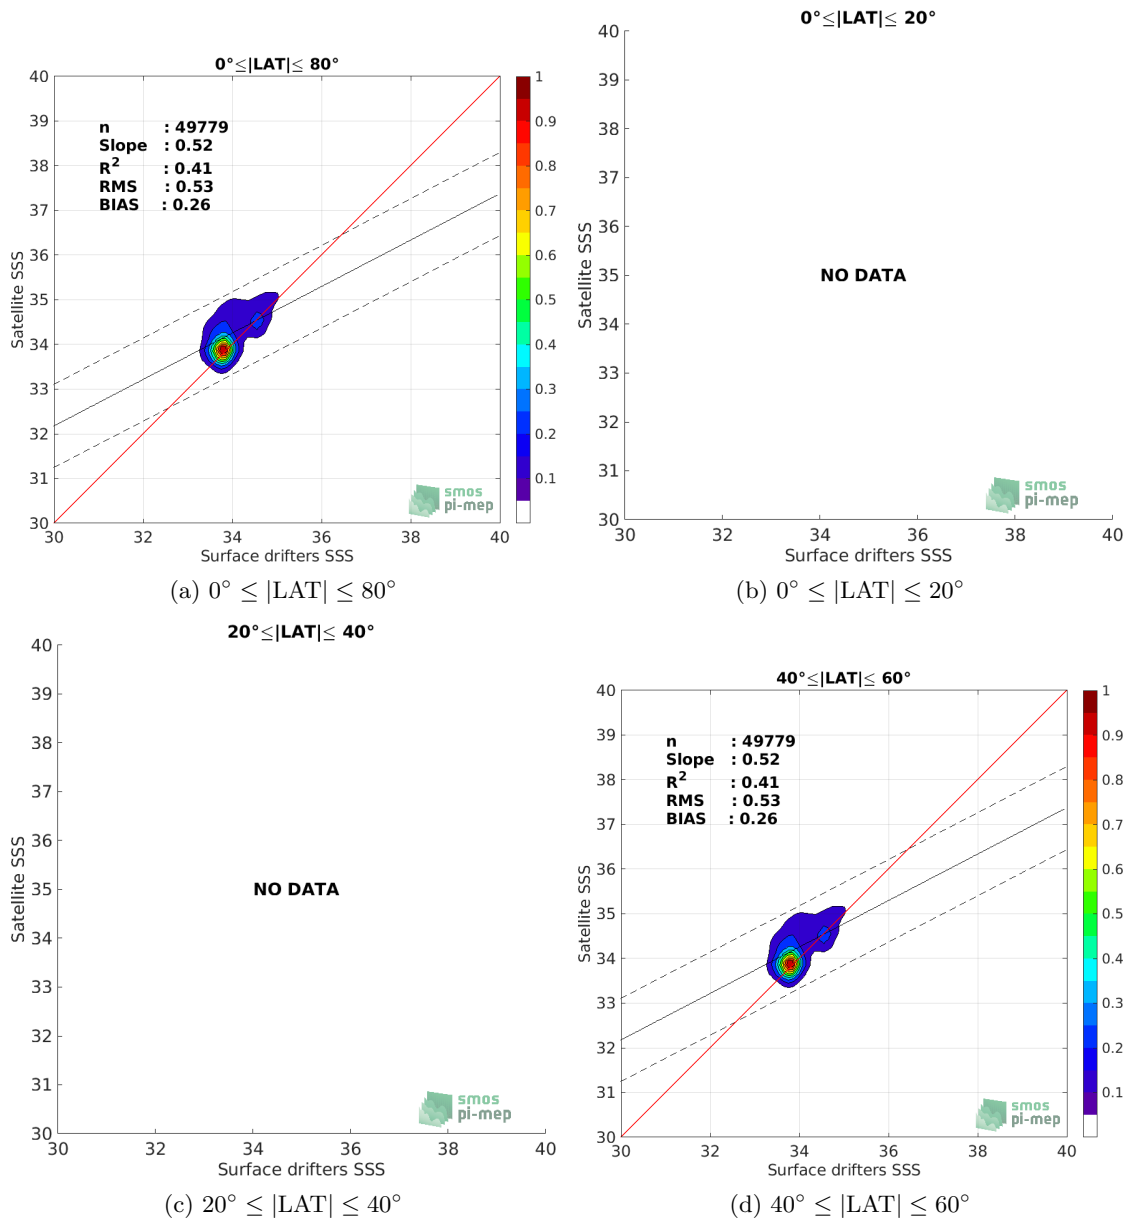 0°≤|LAT|≤ 80°
40
39
38
37
36
35
34
33
32
31
30
Satellite SSS
n : 49779
Slope : 0.52
R2 : 0.41
RMS : 0.53
BIAS : 0.26
1
0.9
0.8
0.7
0.6
0.5
0.4
0.3
0.2
0.1
smos
pi-mep
30 32 34 36 38 40
Surface drifters SSS
(a) 0° ≤ |LAT| ≤ 80°
0°≤|LAT|≤ 20°
40
39
38
37
36
35
34
33
32
31
30
Satellite SSS
NO DATA
smos
pi-mep
30 32 34 36 38 40
Surface drifters SSS
(b) 0° ≤ |LAT| ≤ 20°
20°≤|LAT|≤ 40°
40
39
38
37
36
35
34
33
32
31
30
Satellite SSS
NO DATA
smos
pi-mep
30 32 34 36 38 40
Surface drifters SSS
(c) 20° ≤ |LAT| ≤ 40°
40°≤|LAT|≤ 60°
40
39
38
37
36
35
34
33
32
31
30
Satellite SSS
n : 49779
Slope : 0.52
R2 : 0.41
RMS : 0.53
BIAS : 0.26
1
0.9
0.8
0.7
0.6
0.5
0.4
0.3
0.2
0.1
smos
pi-mep
30 32 34 36 38 40
Surface drifters SSS
(d) 40° ≤ |LAT| ≤ 60°